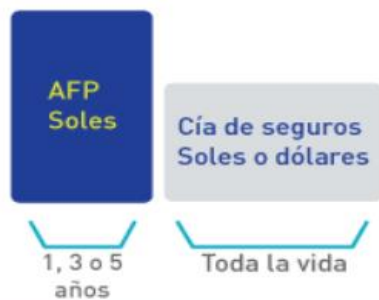 AFP
Soles
Cía de seguros
Soles o dólares
1, 3 o 5
años
Toda la vida